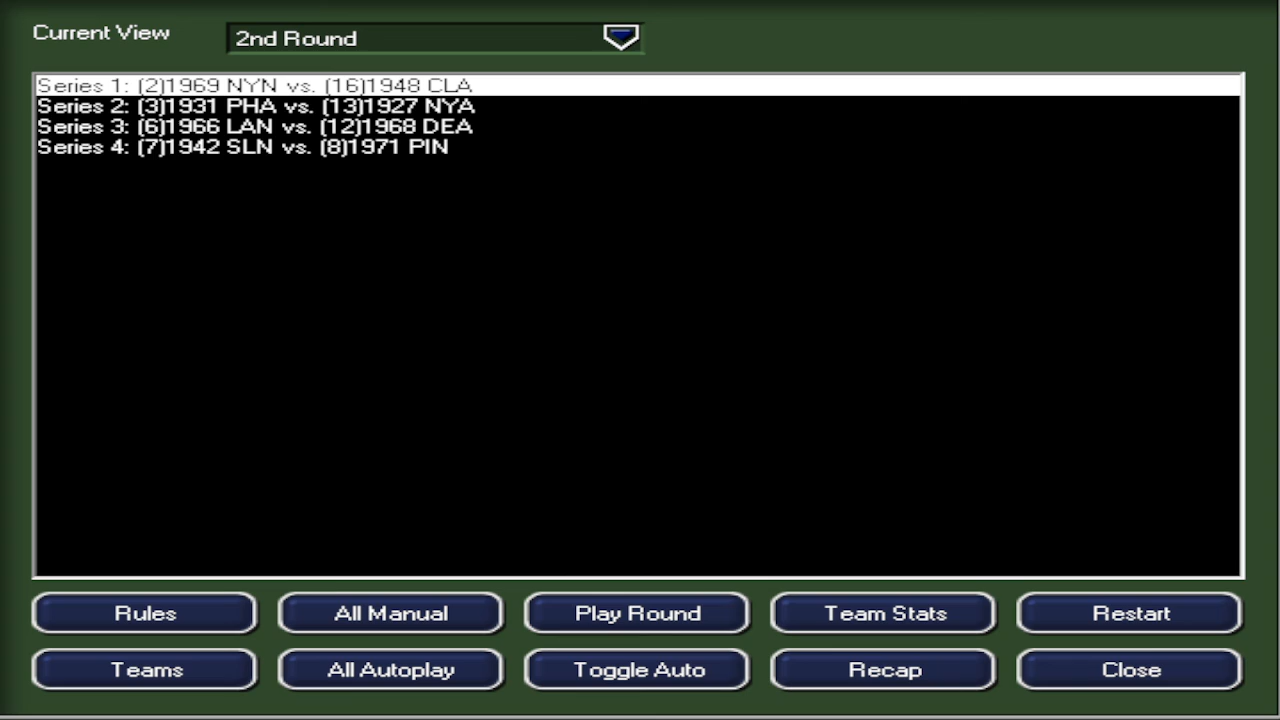 Current View
2nd Round
Series 1: (2)1969 NYN vs. (16)1948 CLA
Series 2: (3)1931 PHA vs. (13)1927 NYA
Series 3: (6)1966 LAN vs. (12)1968 DEA
Series 4: (7)1942 SLN vs. (8)1971 PIN
Rules
All Manual
Play Round
Team Stats
Restart
Teams
All Autoplay
Toggle Auto
Recap
Close